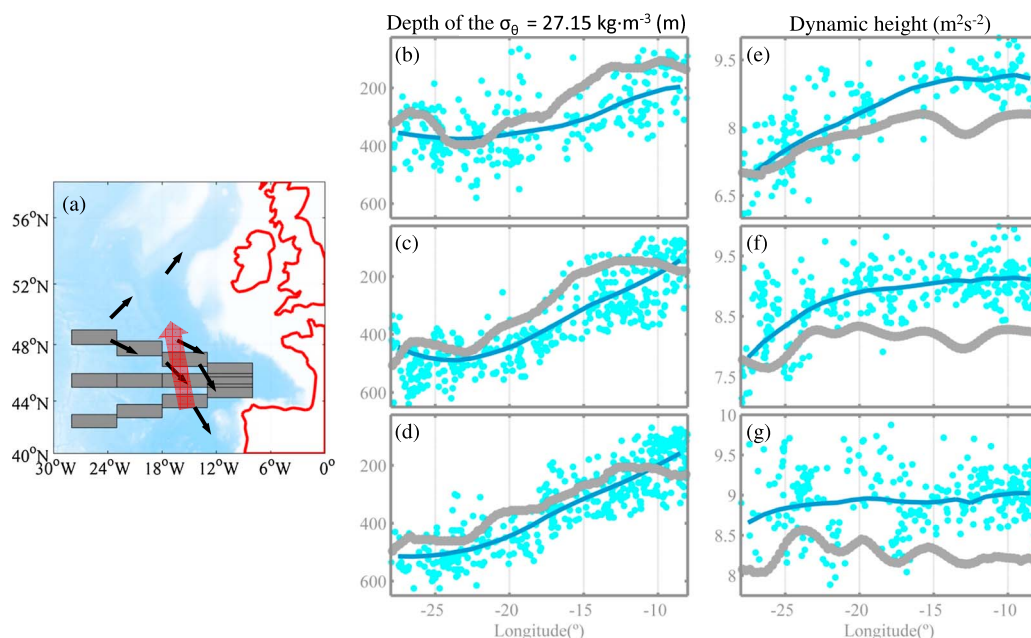 Depth of the σθ = 27.15 kg·m⁻³ (m)
Dynamic height (m²s⁻²)
(a)
56°N
52°N
48°N
44°N
40°N
30°W 24°W 18°W 12°W 6°W 0°
(b)
200
400
600
(c)
200
400
600
(d)
200
400
600
-25 -20 -15 -10
Longitude(º)
(e)
9.5
8
6.5
(f)
9.5
8.5
7.5
(g)
10
9
8.5
8
-25 -20 -15 -10
Longitude(º)